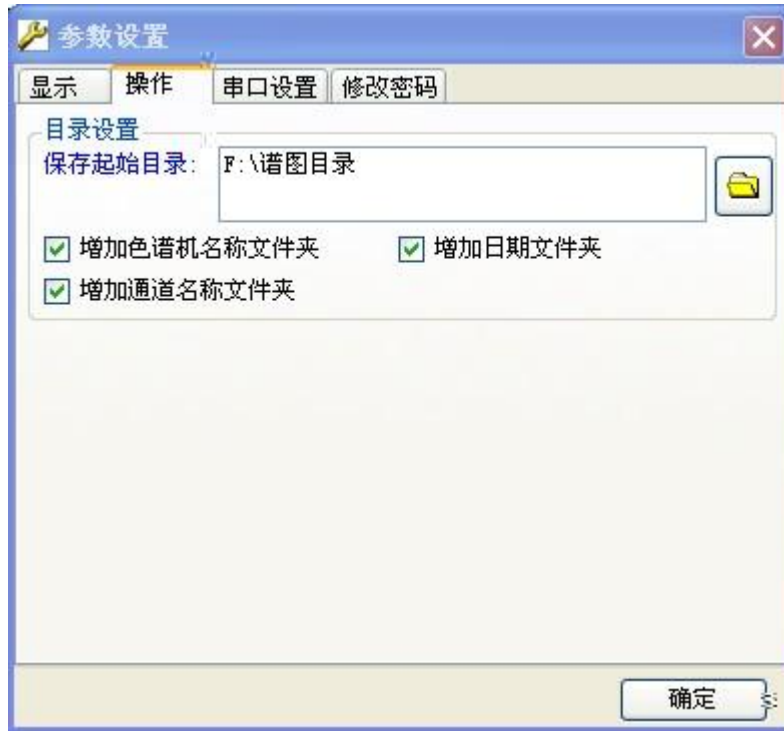 参数设置
显示 操作 串口设置 修改密码
目录设置
保存起始目录: F:\谱图目录
增加色谱机名称文件夹 增加日期文件夹
增加通道名称文件夹
确定